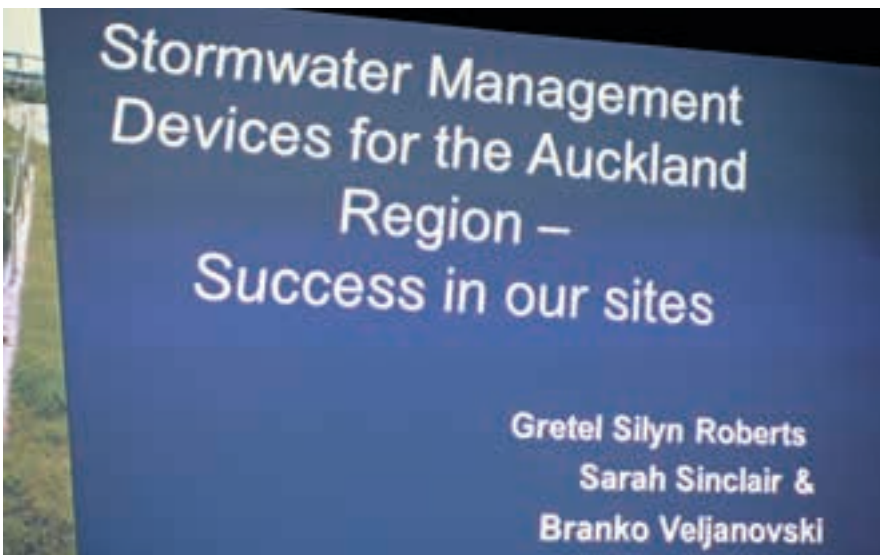 Stormwater Management
Devices for the Auckland
Region –
Success in our sites
Gretel Silyn Roberts
Sarah Sinclair &
Branko Veljanovski